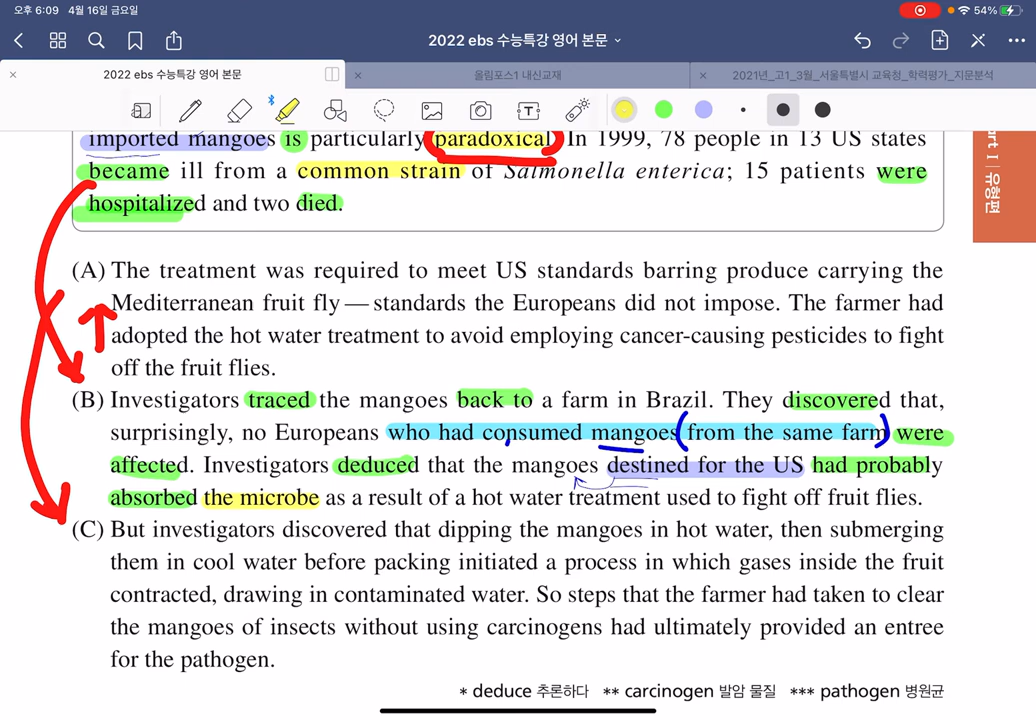 오후 6:09 4월 16일 금요일
54%
2022 ebs 수능특강 영어 본문
2022 ebs 수능특강 영어 본문
올림포스1 내신교재
2021년_고1_3월_서울특별시 교육청_학력평가_지문분석
imported mangoes is particularly paradoxical. In 1999, 78 people in 13 US states
became ill from a common strain of Salmonella enterica; 15 patients were
hospitalized and two died.
art I 유형편
(A) The treatment was required to meet US standards barring produce carrying the
Mediterranean fruit fly — standards the Europeans did not impose. The farmer had
adopted the hot water treatment to avoid employing cancer-causing pesticides to fight
off the fruit flies.
(B) Investigators traced the mangoes back to a farm in Brazil. They discovered that,
surprisingly, no Europeans who had consumed mangoes from the same farm were
affected. Investigators deduced that the mangoes destined for the US had probably
absorbed the microbe as a result of a hot water treatment used to fight off fruit flies.
(C) But investigators discovered that dipping the mangoes in hot water, then submerging
them in cool water before packing initiated a process in which gases inside the fruit
contracted, drawing in contaminated water. So steps that the farmer had taken to clear
the mangoes of insects without using carcinogens had ultimately provided an entree
for the pathogen.
* deduce 추론하다 ** carcinogen 발암 물질 *** pathogen 병원균